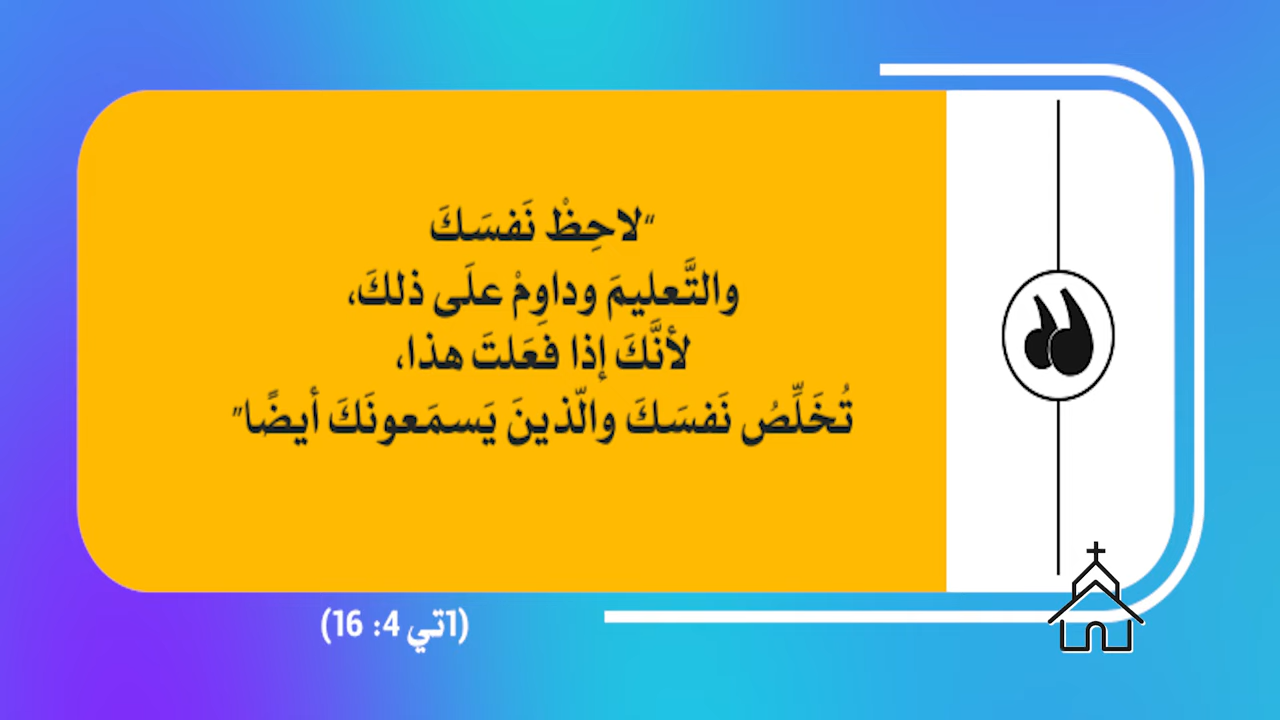 “لاحِظْ نَفسَكَ
والتَّعليمَ وداوِمْ علَى ذلكَ،
لأنَّكَ إذا فعَلتَ هذا،
تُخَلِّصُ نَفسَكَ والّذينَ يَسمَعونَكَ أيضًا”
(1تي 4: 16)